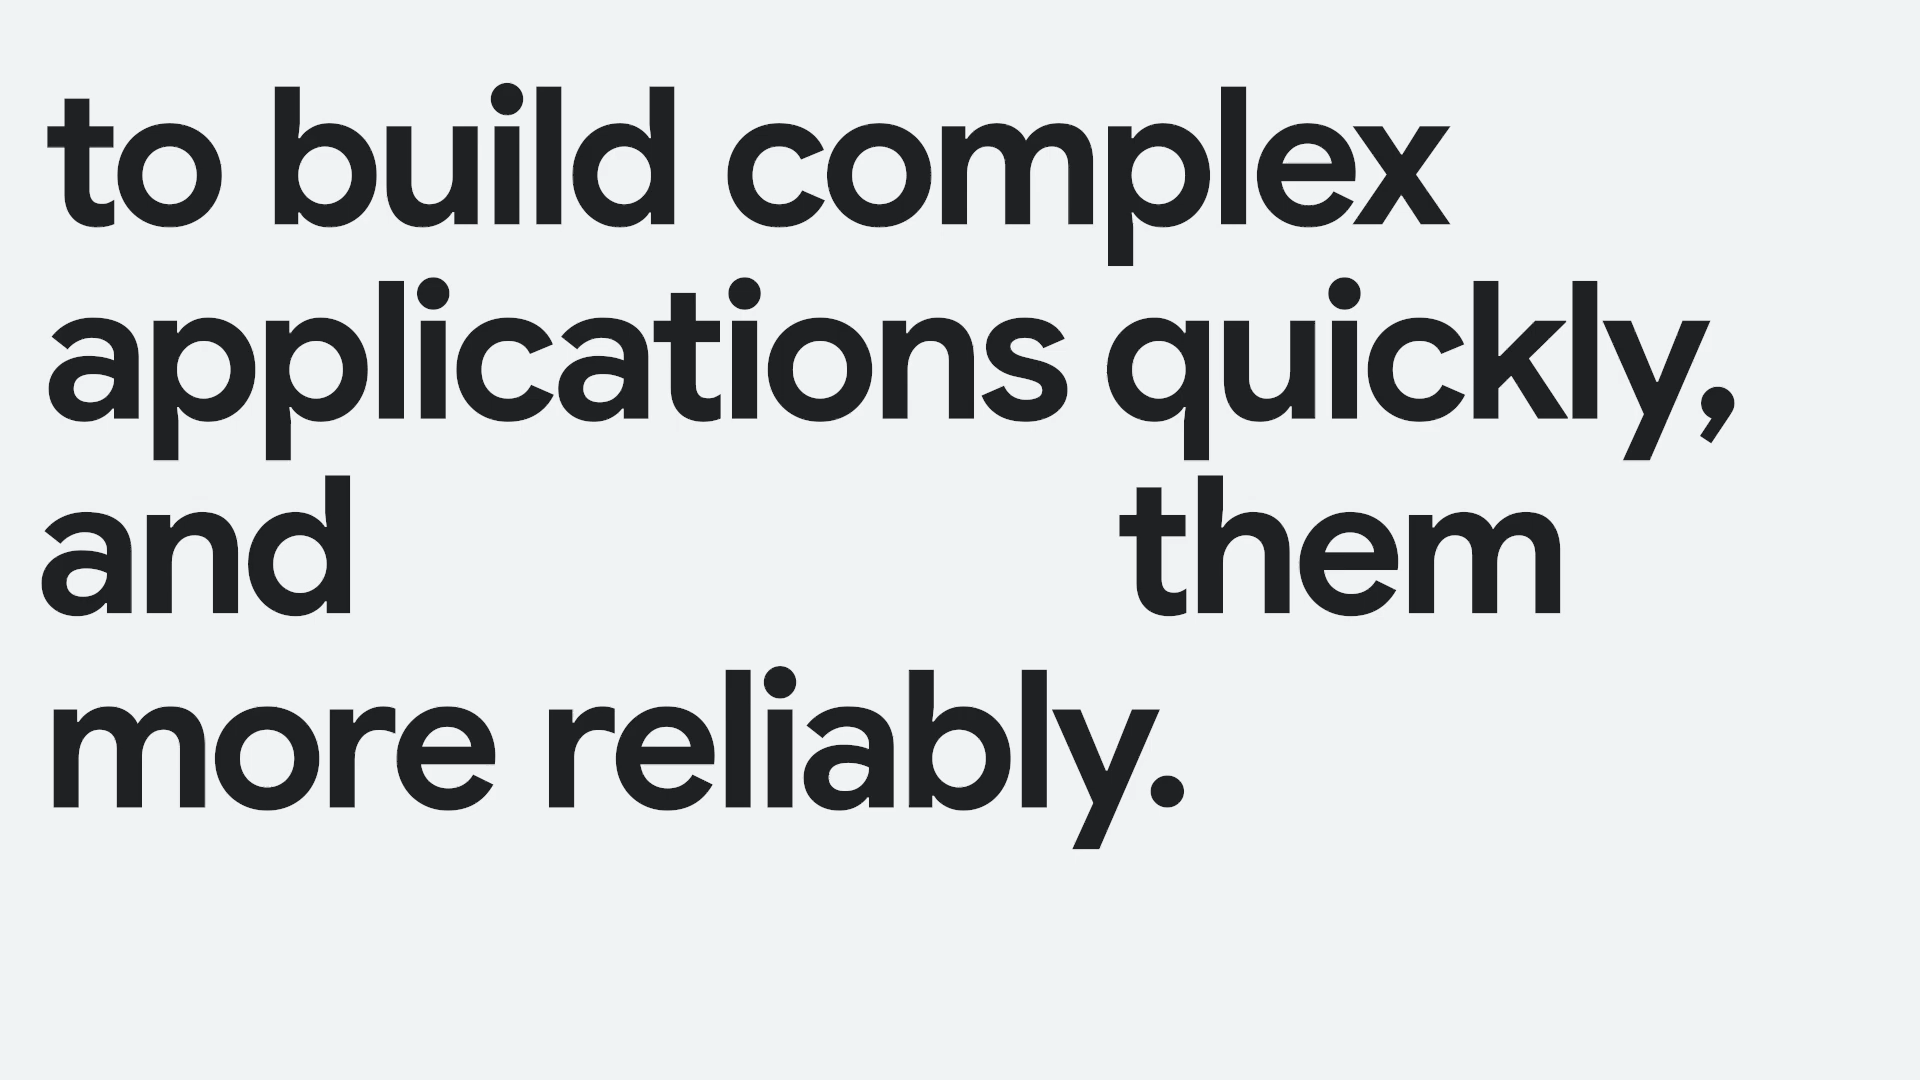 to build complex
applications quickly,
and them
more reliably.